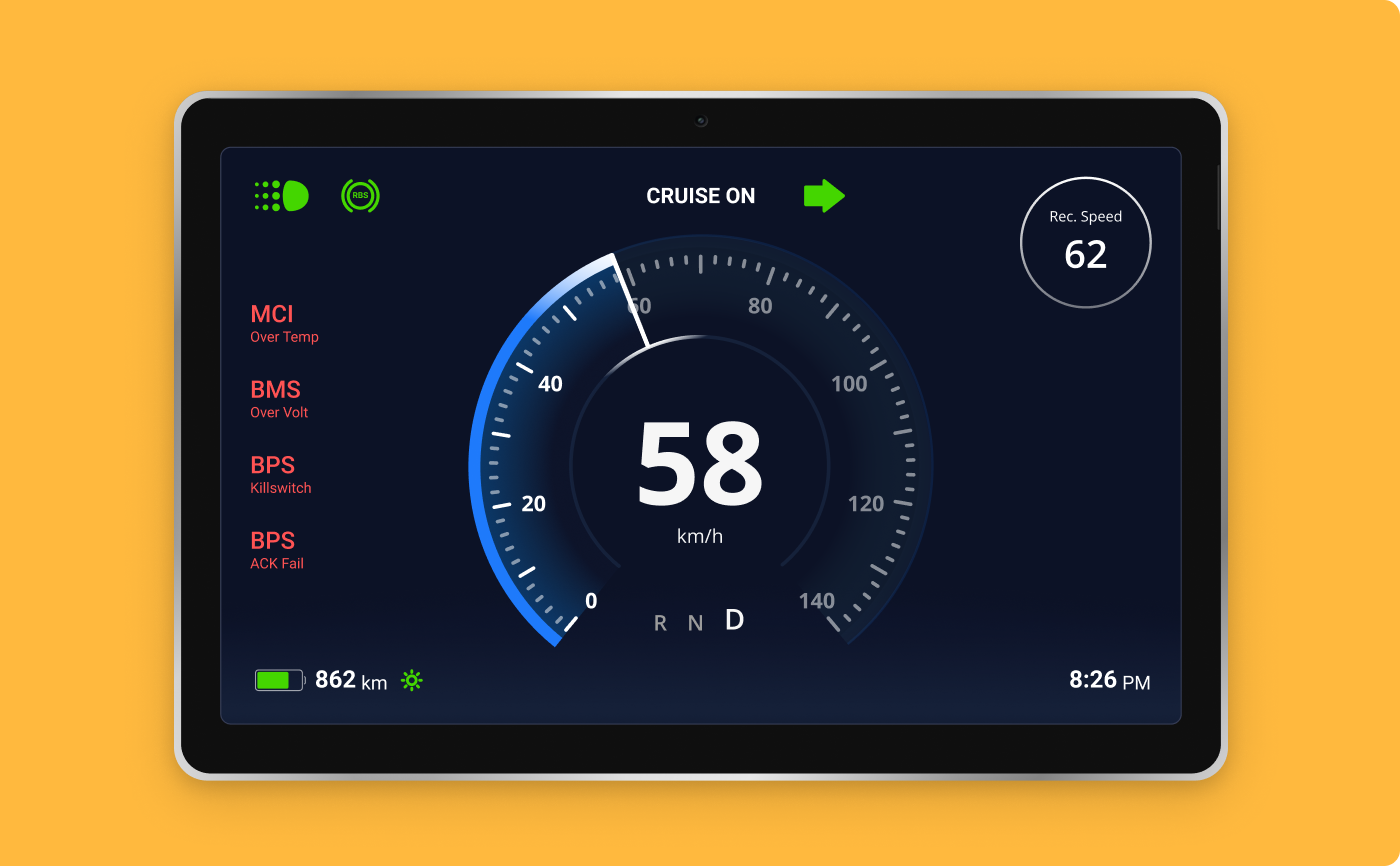 RBS
CRUISE ON
Rec. Speed
62
MCI
Over Temp
BMS
Over Volt
BPS
Killswitch
BPS
ACK Fail
0
20
40
60
80
100
120
140
58
km/h
R N D
862 km
8:26 PM